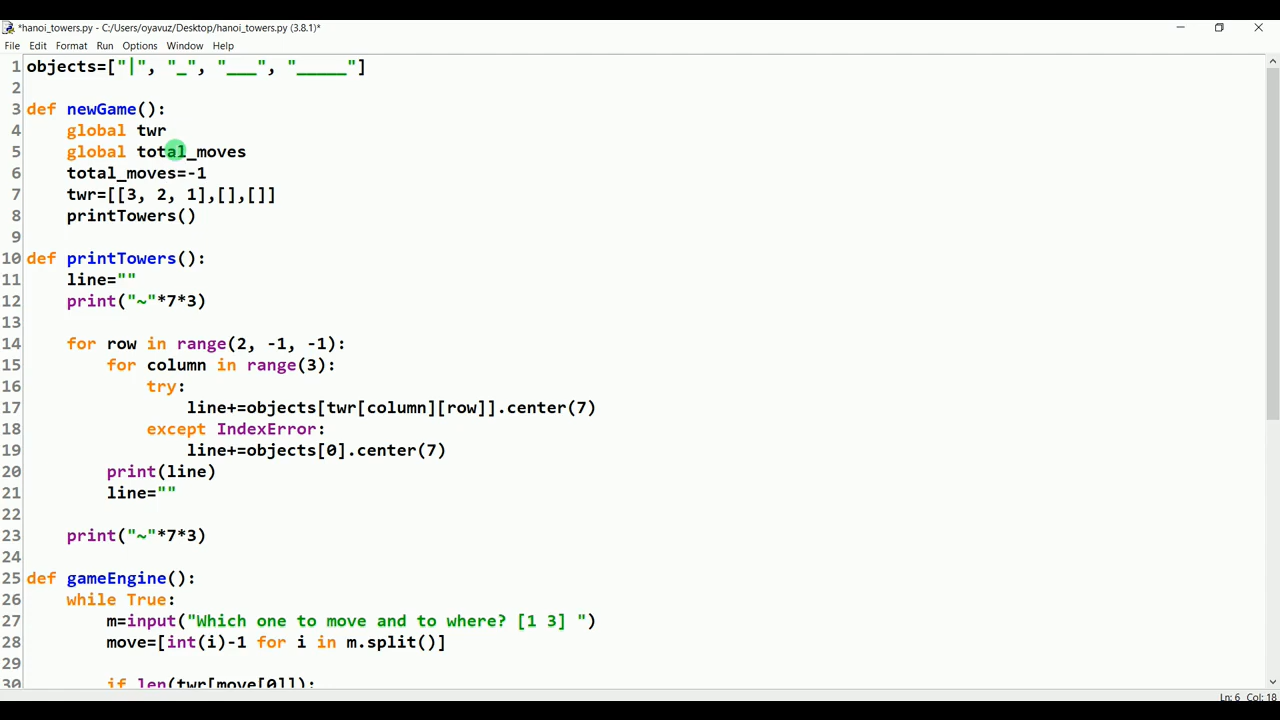 *hanoi_towers.py - C:/Users/oyavuz/Desktop/hanoi_towers.py (3.8.1)*
File Edit Format Run Options Window Help
1 objects=["|", "_", "___", "_____"]
2
3 def newGame():
4     global twr
5     global total_moves
6     total_moves=-1
7     twr=[[3, 2, 1],[],[]]
8     printTowers()
9
10 def printTowers():
11     line=""
12     print("~"*7*3)
13
14     for row in range(2, -1, -1):
15         for column in range(3):
16             try:
17                 line+=objects[twr[column][row]].center(7)
18             except IndexError:
19                 line+=objects[0].center(7)
20         print(line)
21         line=""
22
23     print("~"*7*3)
24
25 def gameEngine():
26     while True:
27         m=input("Which one to move and to where? [1 3] ")
28         move=[int(i)-1 for i in m.split()]
29
30         if len(twr[move[0]]):
Ln: 6 Col: 18